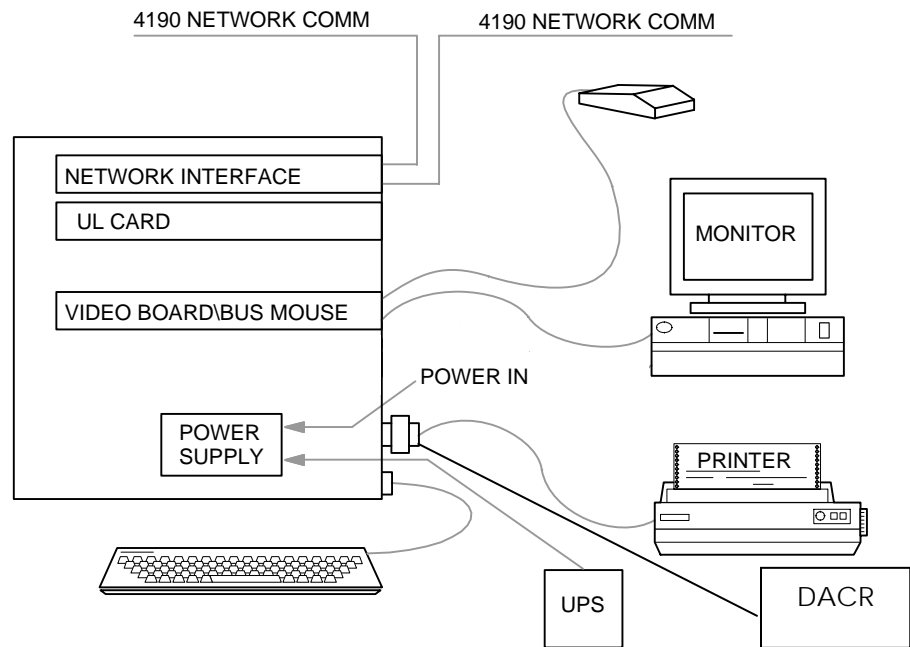 4190 NETWORK COMM
4190 NETWORK COMM
NETWORK INTERFACE
UL CARD
MONITOR
VIDEO BOARD\BUS MOUSE
POWER IN
POWER
SUPPLY
PRINTER
UPS
DACR